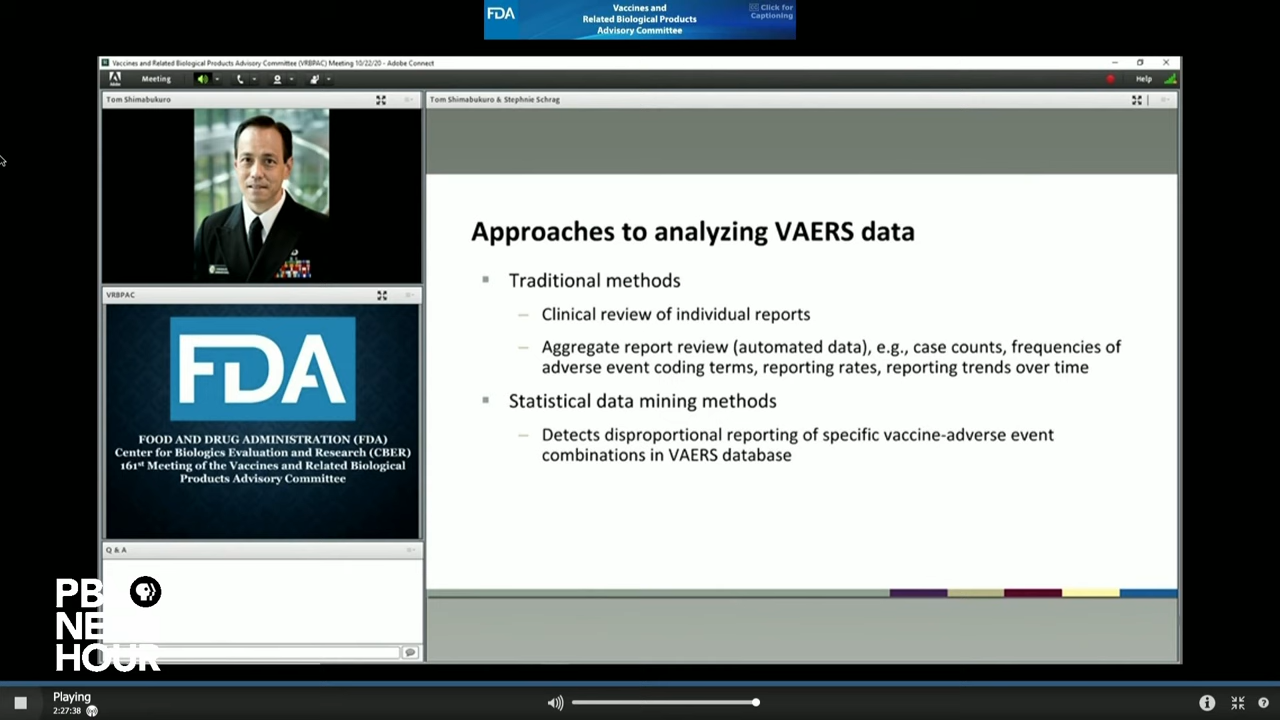 FDA
Vaccines and
Related Biological Products
Advisory Committee
CC Click for
Captioning
Vaccines and Related Biological Products Advisory Committee (VRBPAC) Meeting 10/22/20 - Adobe Connect
Meeting
Help
Tom Shimabukuro
Tom Shimabukuro & Stephnie Schrag
Approaches to analyzing VAERS data
Traditional methods
– Clinical review of individual reports
– Aggregate report review (automated data), e.g., case counts, frequencies of
adverse event coding terms, reporting rates, reporting trends over time
Statistical data mining methods
– Detects disproportional reporting of specific vaccine-adverse event
combinations in VAERS database
VRBPAC
FDA
FOOD AND DRUG ADMINISTRATION (FDA)
Center for Biologics Evaluation and Research (CBER)
161st Meeting of the Vaccines and Related Biological
Products Advisory Committee
Q & A
PB
NE
HOUR
Playing
2:27:38